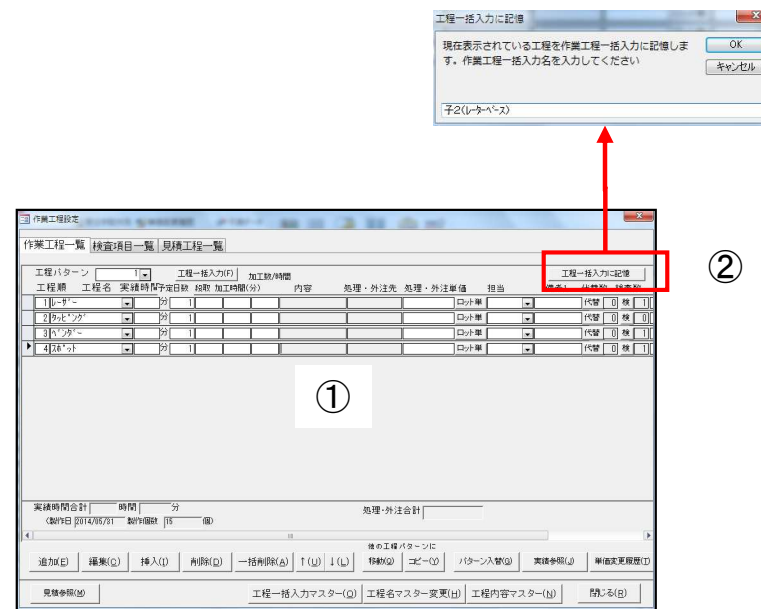 工程一括入力に記憶
現在表示されている工程を作業工程一括入力に記憶しま
す。作業工程一括入力名を入力してください
OK
キャンセル
子2(ﾚｰﾀｰﾍﾞｰｽ)
作業工程設定
作業工程一覧 検査項目一覧 見積工程一覧
工程パターン 1 工程一括入力(F) 加工数/時間 工程一括入力に記憶
②
工程順 工程名 実績時間 予定日数 段取 加工時間(分) 内容 処理・外注先 処理・外注単価 担当 備考1 代替数 検査数
1 ﾚｰｻﾞｰ 分 1 ロット単 代替 0 検 1
2 ﾀｯﾋﾟﾝｸﾞ 分 1 ロット単 代替 0 検 0
3 ﾍﾞﾝﾀﾞｰ 分 1 ロット単 代替 0 検 1
4 ｽﾎﾟｯﾄ 分 1 ロット単 代替 0 検 1
①
実績時間合計 時間 分 処理・外注合計
(製作日 2014/05/31 製作個数 15 個)
他の工程パターンに
追加(E) 編集(C) 挿入(I) 削除(D) 一括削除(A) ↑(U) ↓(L) 移動(Q) コピー(Y) パターン入替(G) 実績参照(J) 単価変更履歴(T)
見積参照(M) 工程一括入力マスター(O) 工程名マスター変更(H) 工程内容マスター(N) 閉じる(R)